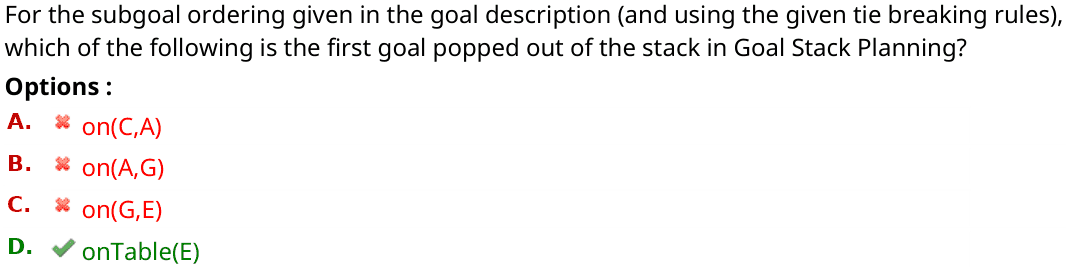 For the subgoal ordering given in the goal description (and using the given tie breaking rules),
which of the following is the first goal popped out of the stack in Goal Stack Planning?
Options :
A. ✖ on(C,A)
B. ✖ on(A,G)
C. ✖ on(G,E)
D. ✔ onTable(E)